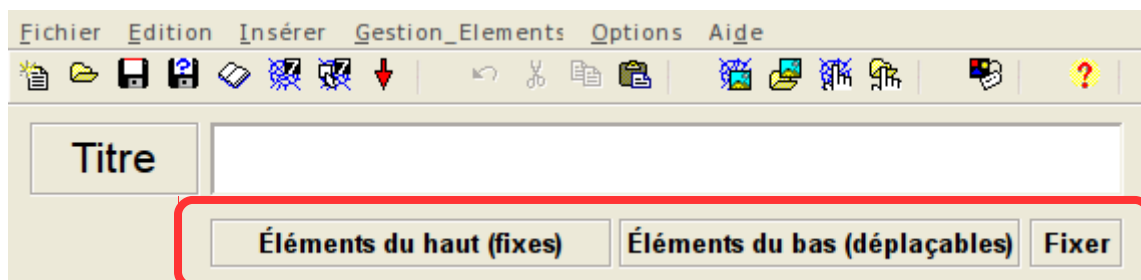 Fichier Edition Insérer Gestion_Elements Options Aide
Titre
Éléments du haut (fixes) Éléments du bas (déplaçables) Fixer